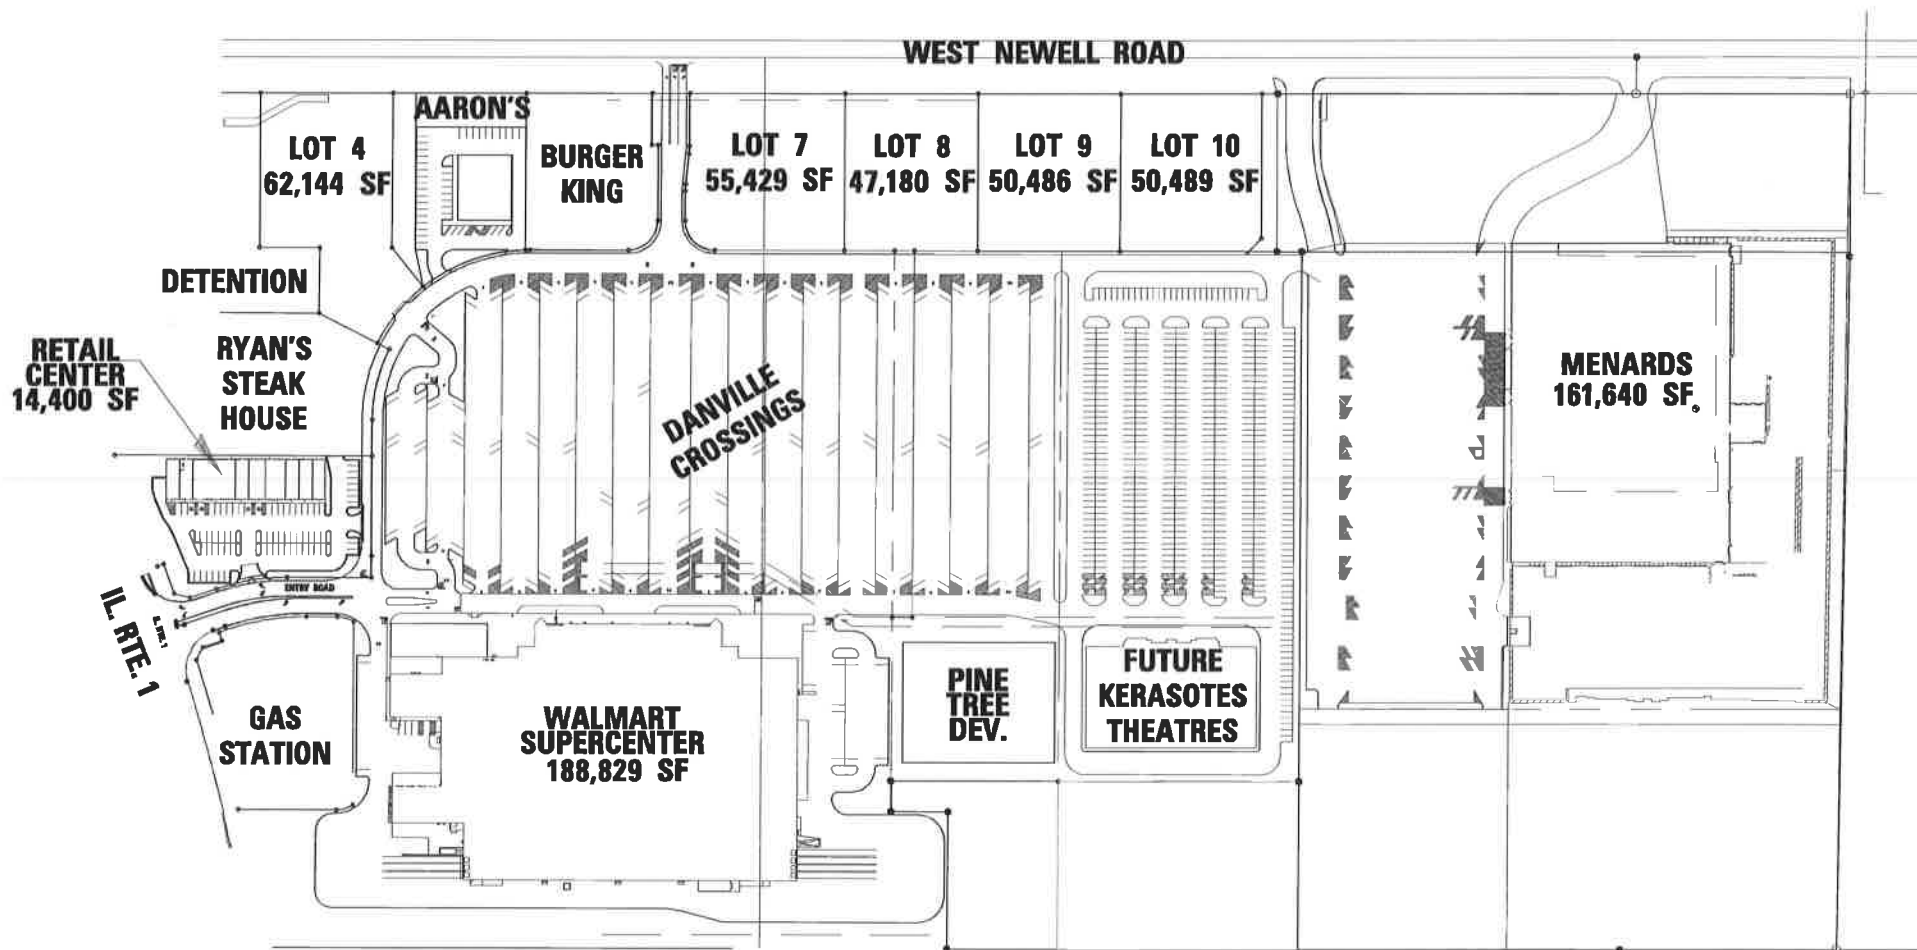 WEST NEWELL ROAD
AARON'S
LOT 4
62,144 SF
BURGER
KING
LOT 7
55,429 SF
LOT 8
47,180 SF
LOT 9
50,486 SF
LOT 10
50,489 SF
DETENTION
RETAIL
CENTER
14,400 SF
RYAN'S
STEAK
HOUSE
DANVILLE
CROSSINGS
MENARDS
161,640 SF.
ENTRY ROAD
IL. RTE. 1
IL. RTE. 1
GAS
STATION
WALMART
SUPERCENTER
188,829 SF
PINE
TREE
DEV.
FUTURE
KERASOTES
THEATRES